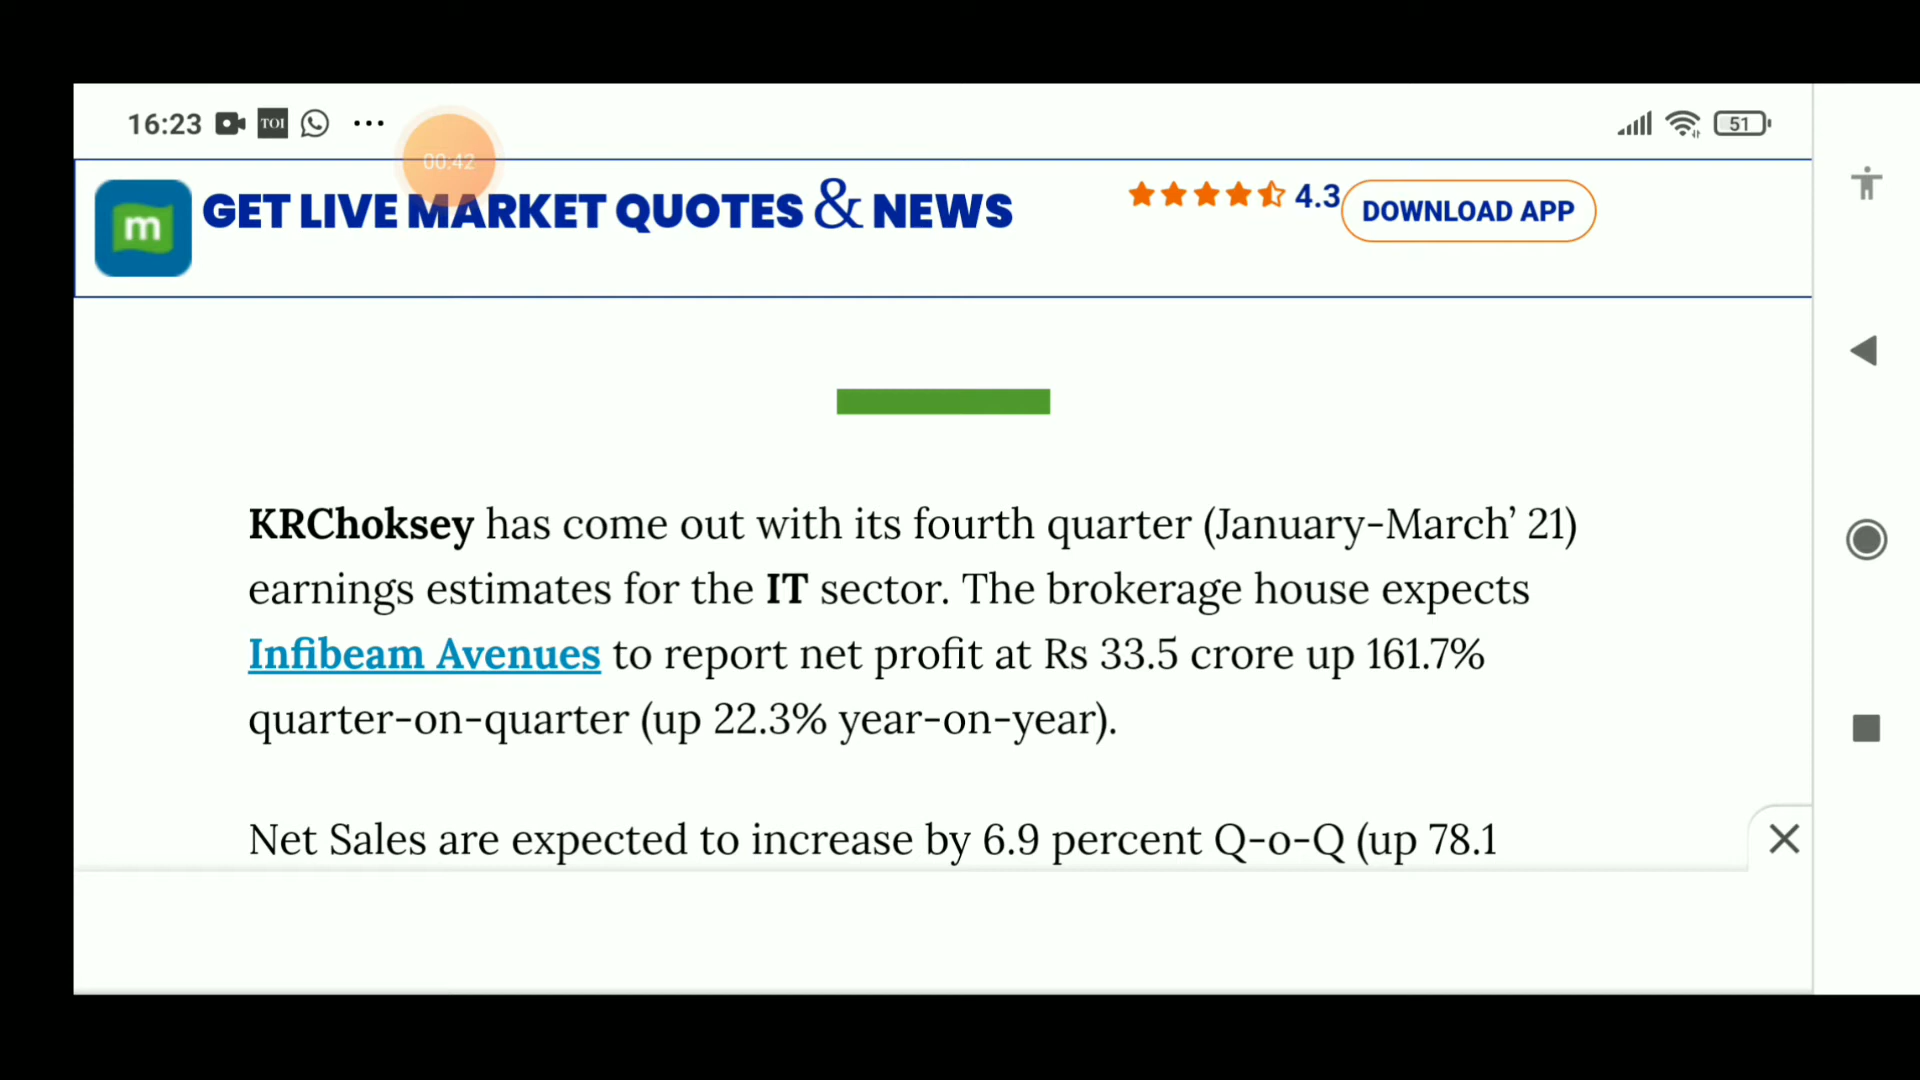 16:23 TOI ... 51
00:42
m GET LIVE MARKET QUOTES & NEWS 4.3 DOWNLOAD APP
KRChoksey has come out with its fourth quarter (January-March’ 21)
earnings estimates for the IT sector. The brokerage house expects
Infibeam Avenues to report net profit at Rs 33.5 crore up 161.7%
quarter-on-quarter (up 22.3% year-on-year).
Net Sales are expected to increase by 6.9 percent Q-o-Q (up 78.1